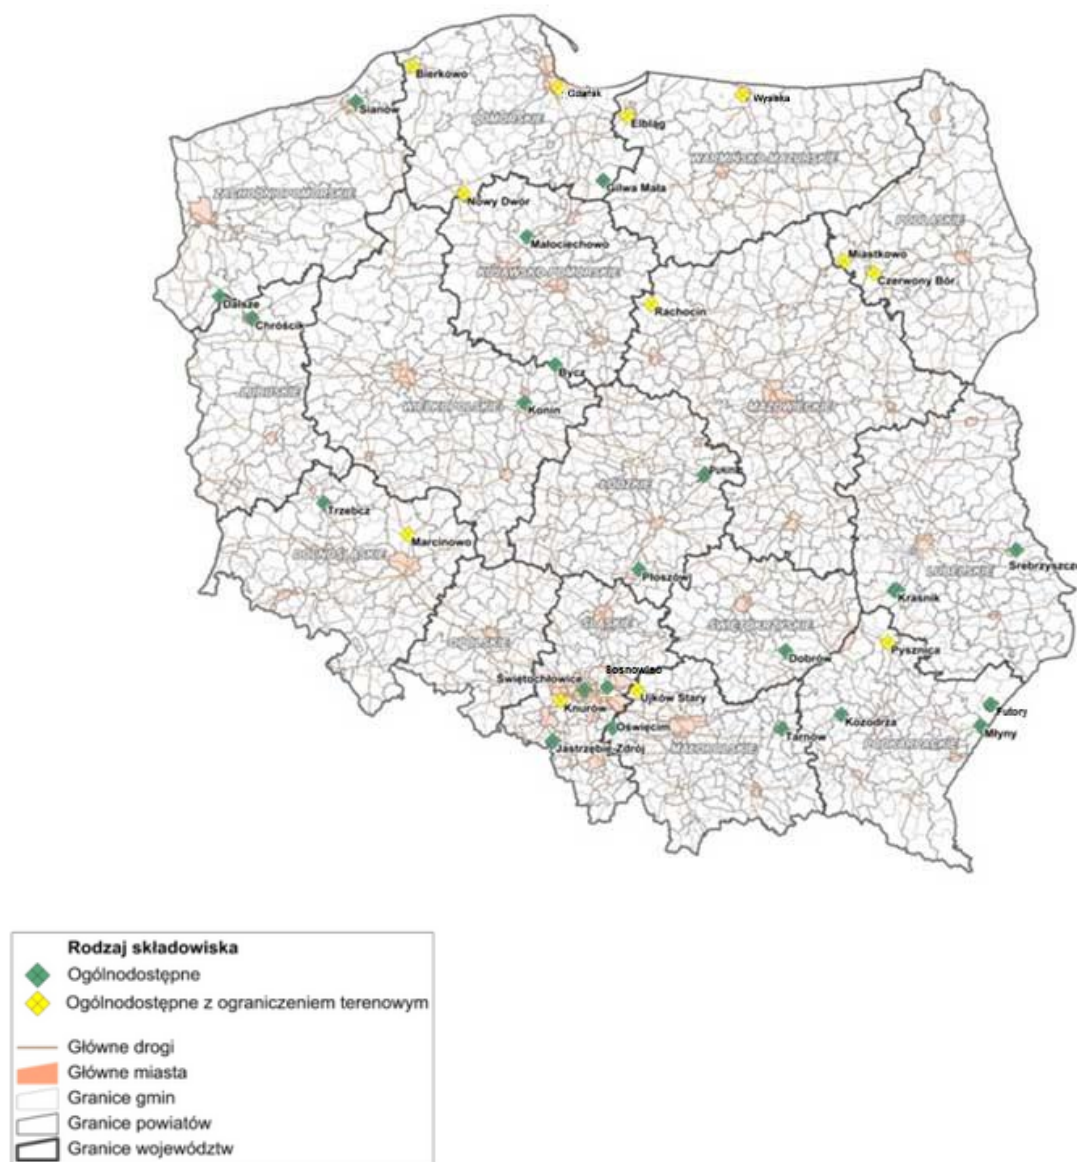 Bierkowo
Gdańsk
Sianów
Elbląg
POMORSKIE
WARMIŃSKO-MAZURSKIE
ZACHODNIOPOMORSKIE
Gilwa Mała
Nowy Dwór
PODLASKIE
Małociechowo
Miastkowo
KUJAWSKO-POMORSKIE
Czerwony Bór
Dalsze
Rachocin
Chróścik
Bycz
LUBUSKIE
WIELKOPOLSKIE
Konin
MAZOWIECKIE
ŁÓDZKIE
Trzebcz
Marcinowo
DOLNOŚLĄSKIE
Srebrzyszcze
Płoszów
LUBELSKIE
Kraśnik
ŚLĄSKIE
ŚWIĘTOKRZYSKIE
OPOLSKIE
Pysznica
Dobrów
Sosnowiec
Świętochłowice
Ujków Stary
Knurów
Futory
Kozodrza
Oświęcim
Tarnów
Młyny
Jastrzębie-Zdrój
MAŁOPOLSKIE
PODKARPACKIE
Rodzaj składowiska
Ogólnodostępne
Ogólnodostępne z ograniczeniem terenowym
Główne drogi
Główne miasta
Granice gmin
Granice powiatów
Granice województw